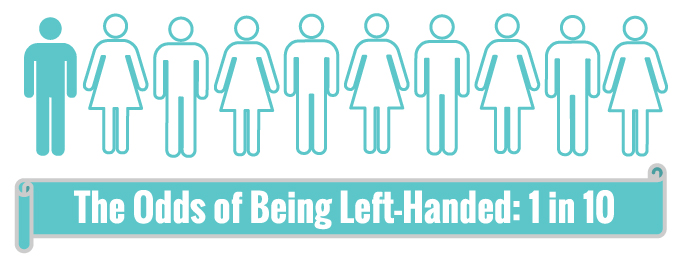 The Odds of Being Left-Handed: 1 in 10